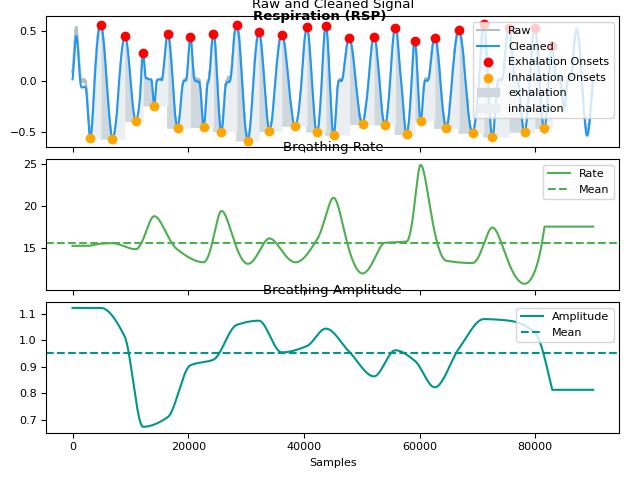 Raw and Cleaned Signal
Respiration (RSP)
0.5
0.0
−0.5
Raw
Cleaned
Exhalation Onsets
Inhalation Onsets
exhalation
inhalation
Breathing Rate
25
20
15
Rate
Mean
Breathing Amplitude
1.1
1.0
0.9
0.8
0.7
Amplitude
Mean
0
20000
40000
60000
80000
Samples